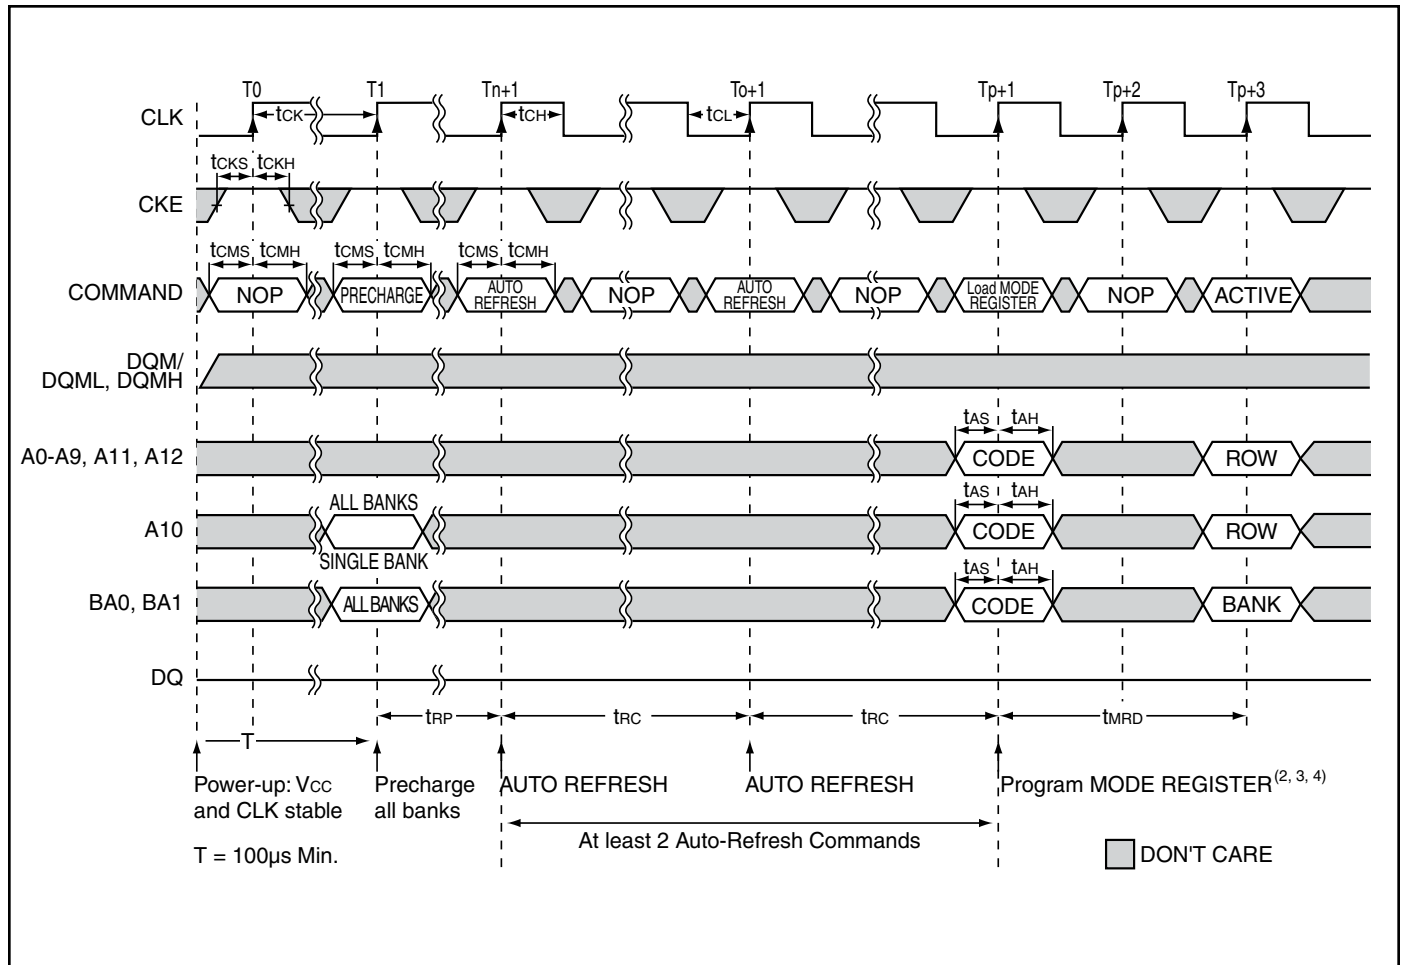 T0 T1 Tn+1 To+1 Tp+1 Tp+2 Tp+3
CLK tCK tCH tCL
tCKS tCKH
CKE
tCMS tCMH tCMS tCMH tCMS tCMH
COMMAND NOP PRECHARGE AUTO REFRESH NOP AUTO REFRESH NOP Load MODE REGISTER NOP ACTIVE
DQM/
DQML, DQMH
tAS tAH
A0-A9, A11, A12 CODE ROW
ALL BANKS tAS tAH
A10 CODE ROW
SINGLE BANK tAS tAH
BA0, BA1 ALL BANKS CODE BANK
DQ
tRP tRC tRC tMRD
T
Power-up: VCC Precharge AUTO REFRESH AUTO REFRESH Program MODE REGISTER(2, 3, 4)
and CLK stable all banks
At least 2 Auto-Refresh Commands
T = 100µs Min. DON'T CARE